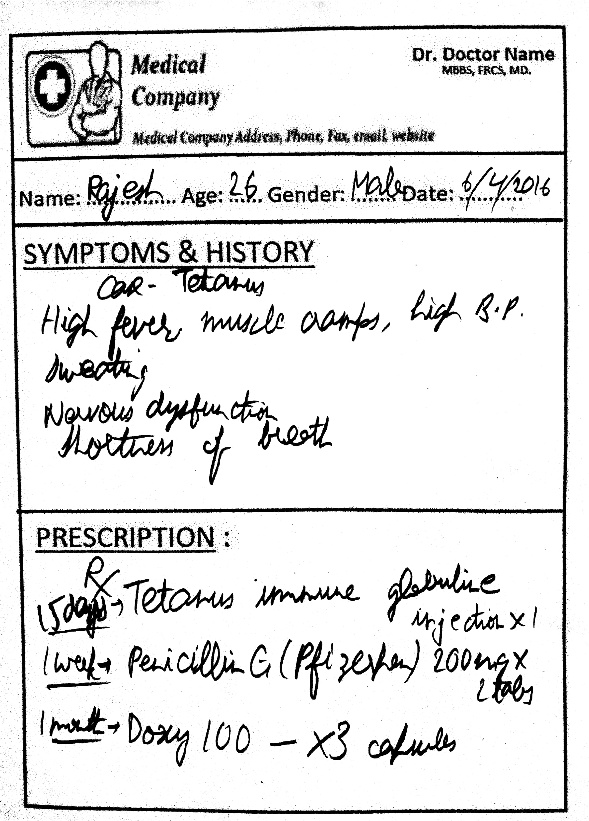 Medical
Company
Dr. Doctor Name
MBBS, FRCS, MD.
Medical Company Address, Phone, Fax, email, website
Name: Rajesh Age: 26 Gender: Male Date: 6/4/2016
SYMPTOMS & HISTORY
Tetanus
High fever, muscle cramps, high B.P.
Sweating
Nervous dysfunction
Shortness of breath
PRESCRIPTION :
Rx
15 days → Tetanus immune globuline
injection x 1
1 week → Penicillin G (Pfizerpen) 200mg x
2 tabs
1 month → Doxy 100 – x3 capsules